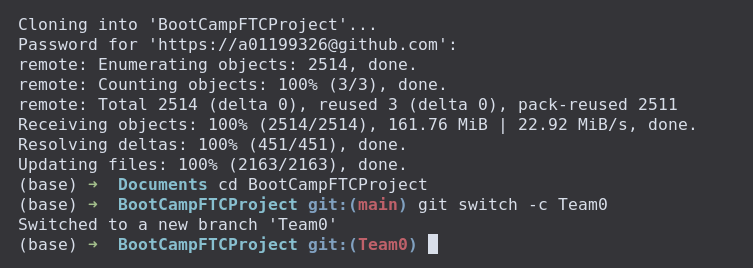 Cloning into 'BootCampFTCProject'...
Password for 'https://a01199326@github.com':
remote: Enumerating objects: 2514, done.
remote: Counting objects: 100% (3/3), done.
remote: Total 2514 (delta 0), reused 3 (delta 0), pack-reused 2511
Receiving objects: 100% (2514/2514), 161.76 MiB | 22.92 MiB/s, done.
Resolving deltas: 100% (451/451), done.
Updating files: 100% (2163/2163), done.
(base) ➜  Documents cd BootCampFTCProject
(base) ➜  BootCampFTCProject git:(main) git switch -c Team0
Switched to a new branch 'Team0'
(base) ➜  BootCampFTCProject git:(Team0)